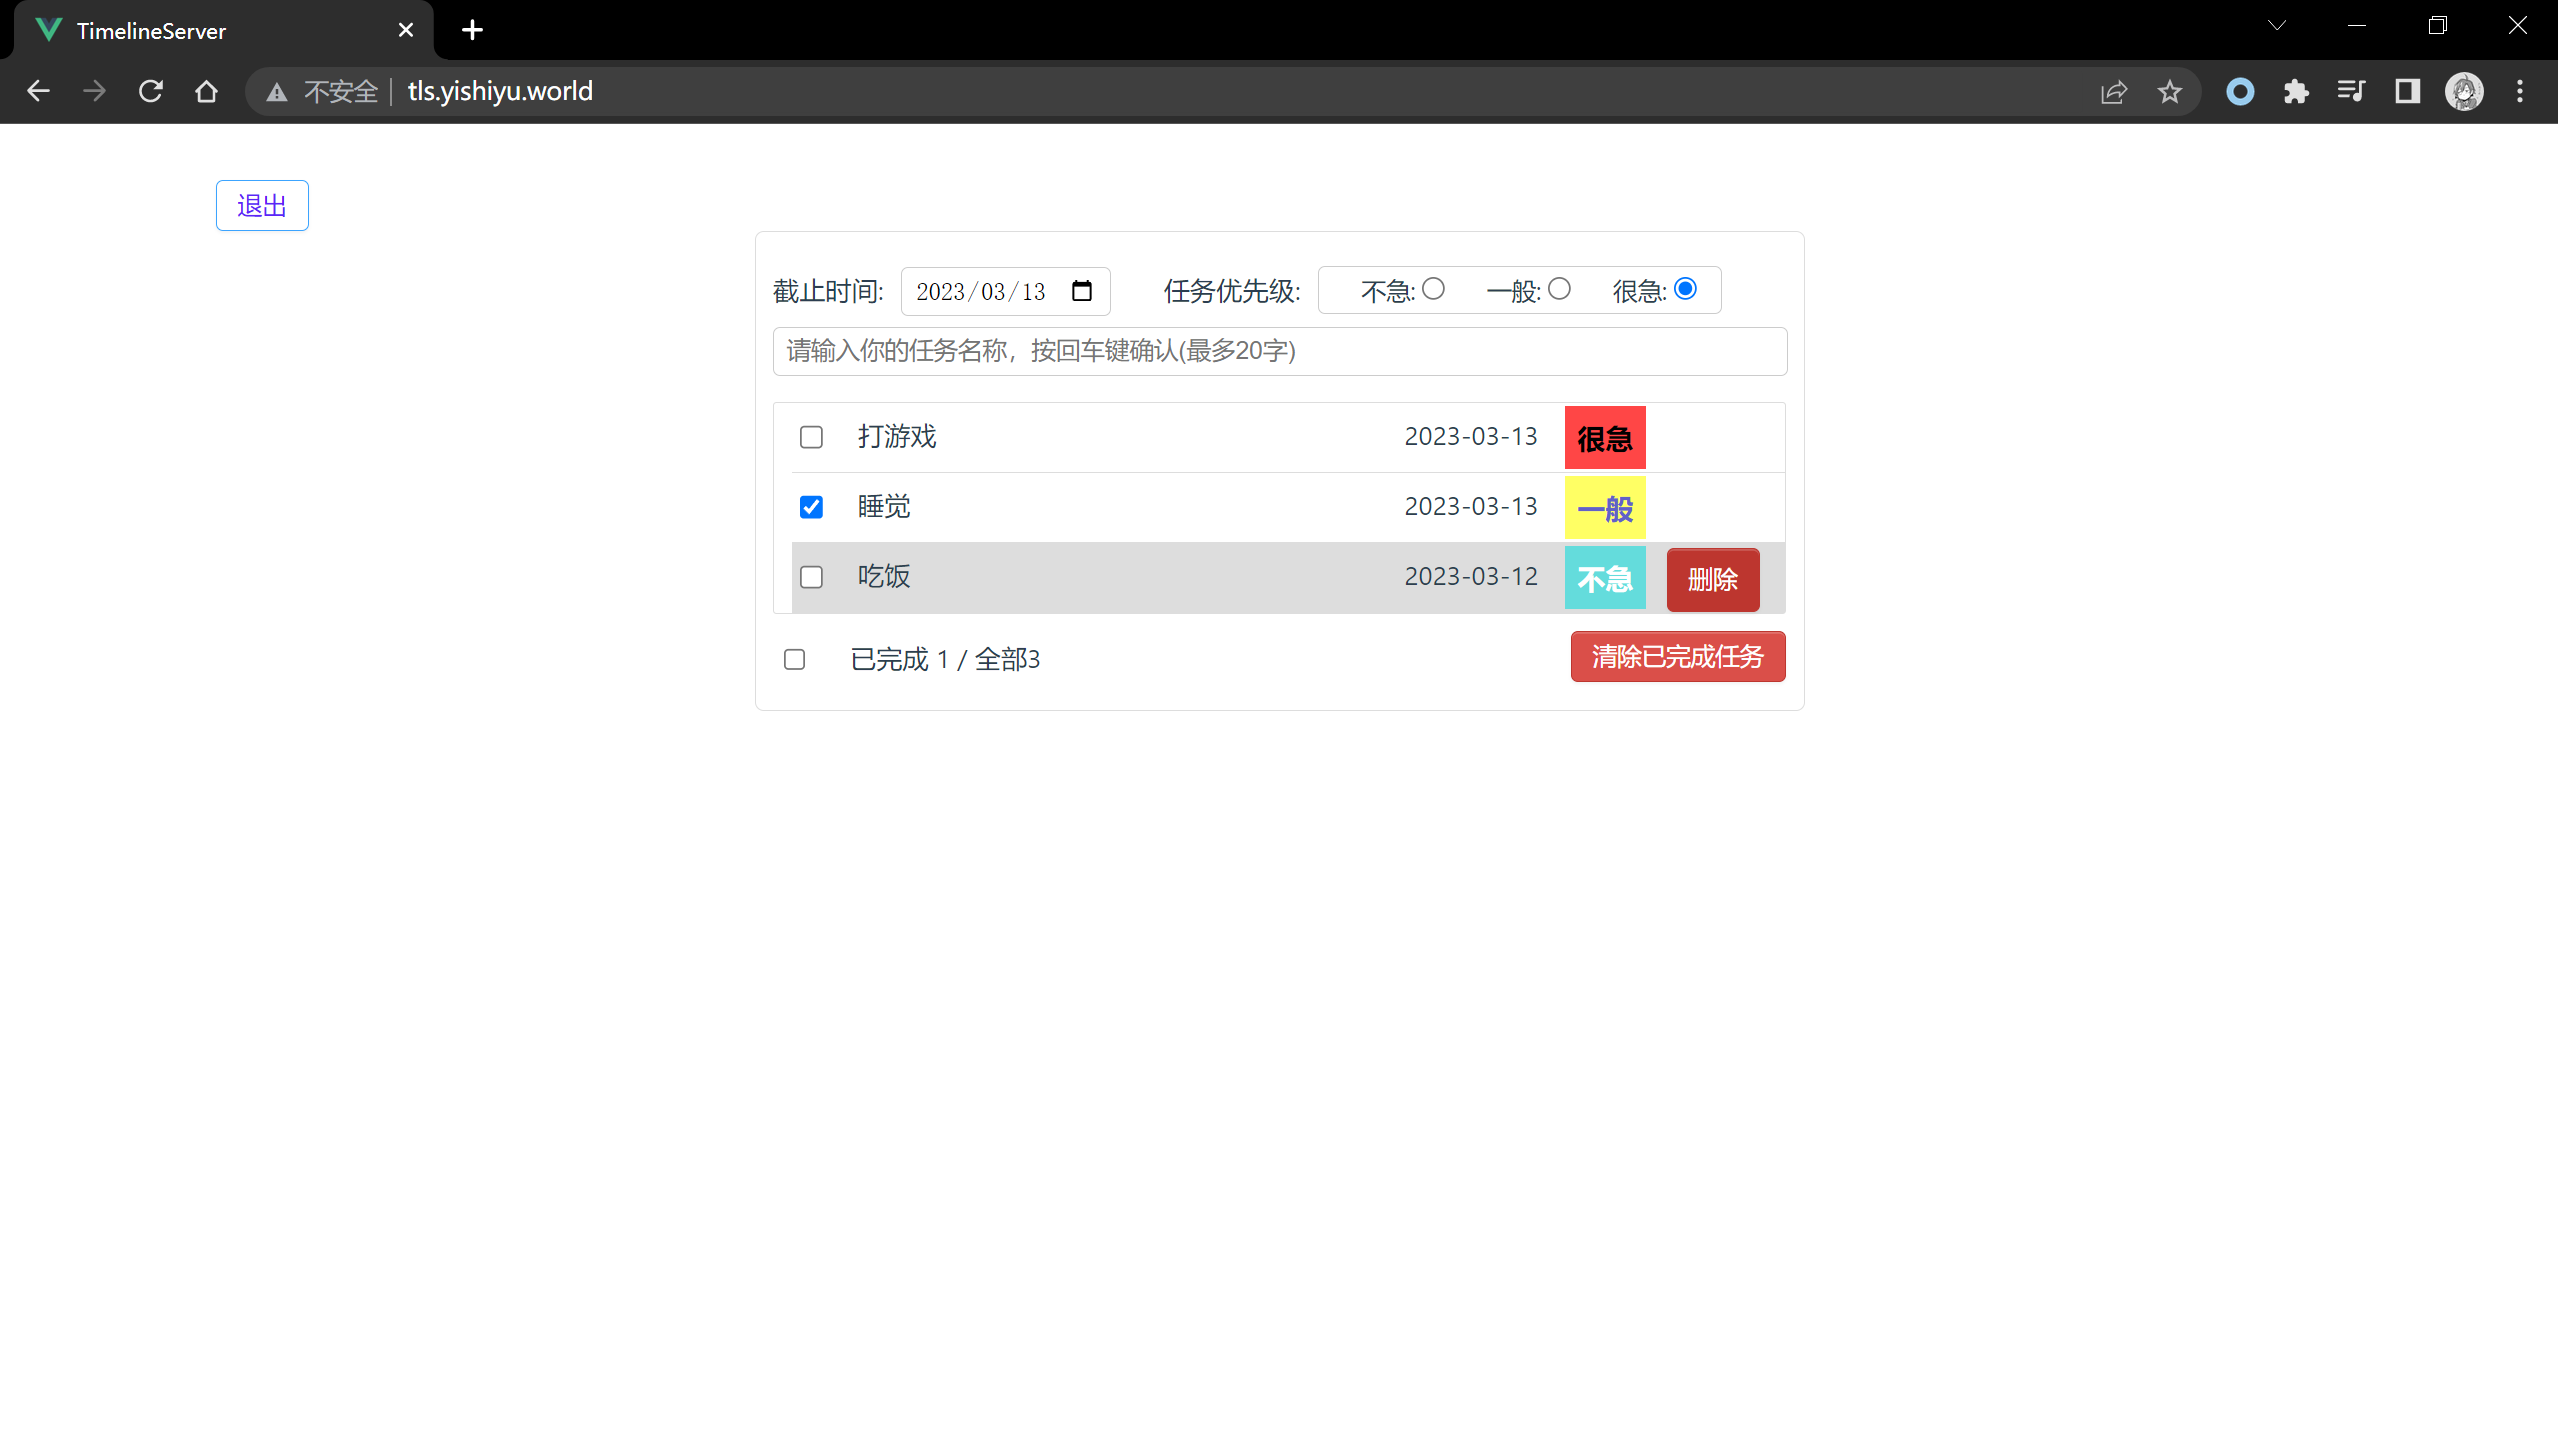 TimelineServer
不安全 tls.yishiyu.world
退出
截止时间: 2023/03/13 任务优先级: 不急: 一般: 很急:
请输入你的任务名称，按回车键确认(最多20字)
打游戏 2023-03-13 很急
睡觉 2023-03-13 一般
吃饭 2023-03-12 不急 删除
已完成 1 / 全部3 清除已完成任务